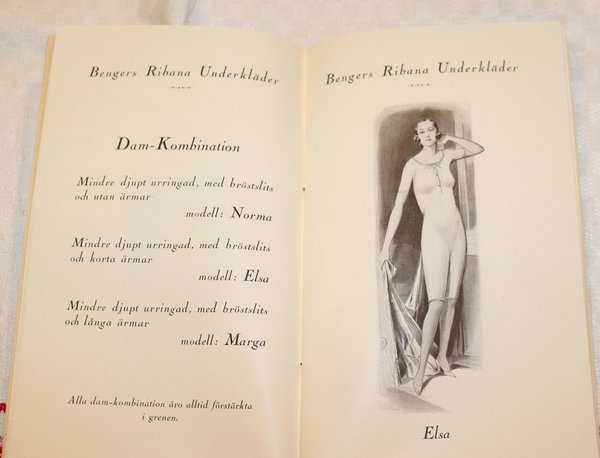 Bengers Ribana Underkläder
Dam-Kombination
Mindre djupt urringad, med bröstslits
och utan ärmar
modell: Norma
Mindre djupt urringad, med bröstslits
och korta ärmar
modell: Elsa
Mindre djupt urringad, med bröstslits
och långa ärmar
modell: Marga
Alla dam-kombination äro alltid förstärkta
i grenen.
Bengers Ribana Underkläder
Elsa